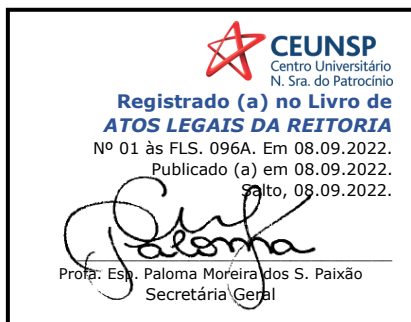 CEUNSP
Centro Universitário
N. Sra. do Patrocínio
Registrado (a) no Livro de
ATOS LEGAIS DA REITORIA
Nº 01 às FLS. 096A. Em 08.09.2022.
Publicado (a) em 08.09.2022.
Salto, 08.09.2022.
Paloma
Profa. Esp. Paloma Moreira dos S. Paixão
Secretária Geral